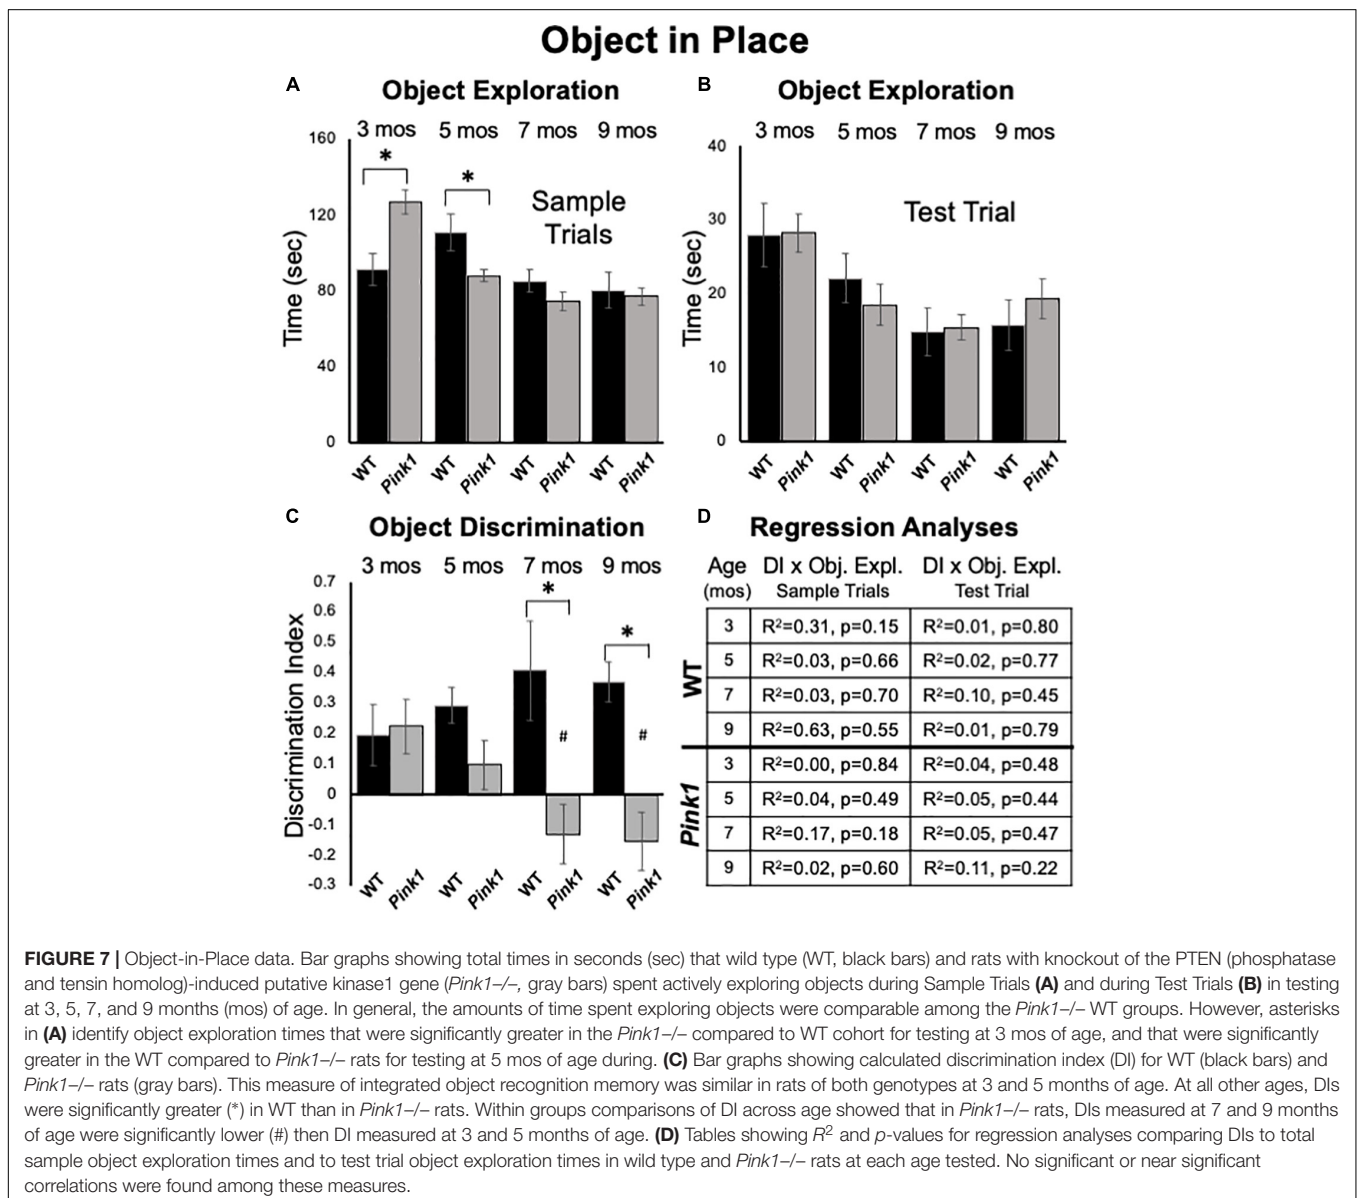 Object in Place
A
Object Exploration
3 mos 5 mos 7 mos 9 mos
160
120
80
40
0
Time (sec)
*
*
Sample
Trials
WT Pink1 WT Pink1 WT Pink1 WT Pink1
B
Object Exploration
3 mos 5 mos 7 mos 9 mos
40
30
20
10
0
Time (sec)
Test Trial
WT Pink1 WT Pink1 WT Pink1 WT Pink1
C
Object Discrimination
3 mos 5 mos 7 mos 9 mos
0.7
0.6
0.5
0.4
0.3
0.2
0.1
0
-0.1
-0.2
-0.3
Discrimination Index
*
*
# #
WT Pink1 WT Pink1 WT Pink1 WT Pink1
D
Regression Analyses
Age DI x Obj. Expl. DI x Obj. Expl.
(mos) Sample Trials Test Trial
WT
3 R²=0.31, p=0.15 R²=0.01, p=0.80
5 R²=0.03, p=0.66 R²=0.02, p=0.77
7 R²=0.03, p=0.70 R²=0.10, p=0.45
9 R²=0.63, p=0.55 R²=0.01, p=0.79
Pink1
3 R²=0.00, p=0.84 R²=0.04, p=0.48
5 R²=0.04, p=0.49 R²=0.05, p=0.44
7 R²=0.17, p=0.18 R²=0.05, p=0.47
9 R²=0.02, p=0.60 R²=0.11, p=0.22
FIGURE 7 | Object-in-Place data. Bar graphs showing total times in seconds (sec) that wild type (WT, black bars) and rats with knockout of the PTEN (phosphatase
and tensin homolog)-induced putative kinase1 gene (Pink1–/–, gray bars) spent actively exploring objects during Sample Trials (A) and during Test Trials (B) in testing
at 3, 5, 7, and 9 months (mos) of age. In general, the amounts of time spent exploring objects were comparable among the Pink1–/– WT groups. However, asterisks
in (A) identify object exploration times that were significantly greater in the Pink1–/– compared to WT cohort for testing at 3 mos of age, and that were significantly
greater in the WT compared to Pink1–/– rats for testing at 5 mos of age during. (C) Bar graphs showing calculated discrimination index (DI) for WT (black bars) and
Pink1–/– rats (gray bars). This measure of integrated object recognition memory was similar in rats of both genotypes at 3 and 5 months of age. At all other ages, DIs
were significantly greater (*) in WT than in Pink1–/– rats. Within groups comparisons of DI across age showed that in Pink1–/– rats, DIs measured at 7 and 9 months
of age were significantly lower (#) then DI measured at 3 and 5 months of age. (D) Tables showing R² and p-values for regression analyses comparing DIs to total
sample object exploration times and to test trial object exploration times in wild type and Pink1–/– rats at each age tested. No significant or near significant
correlations were found among these measures.